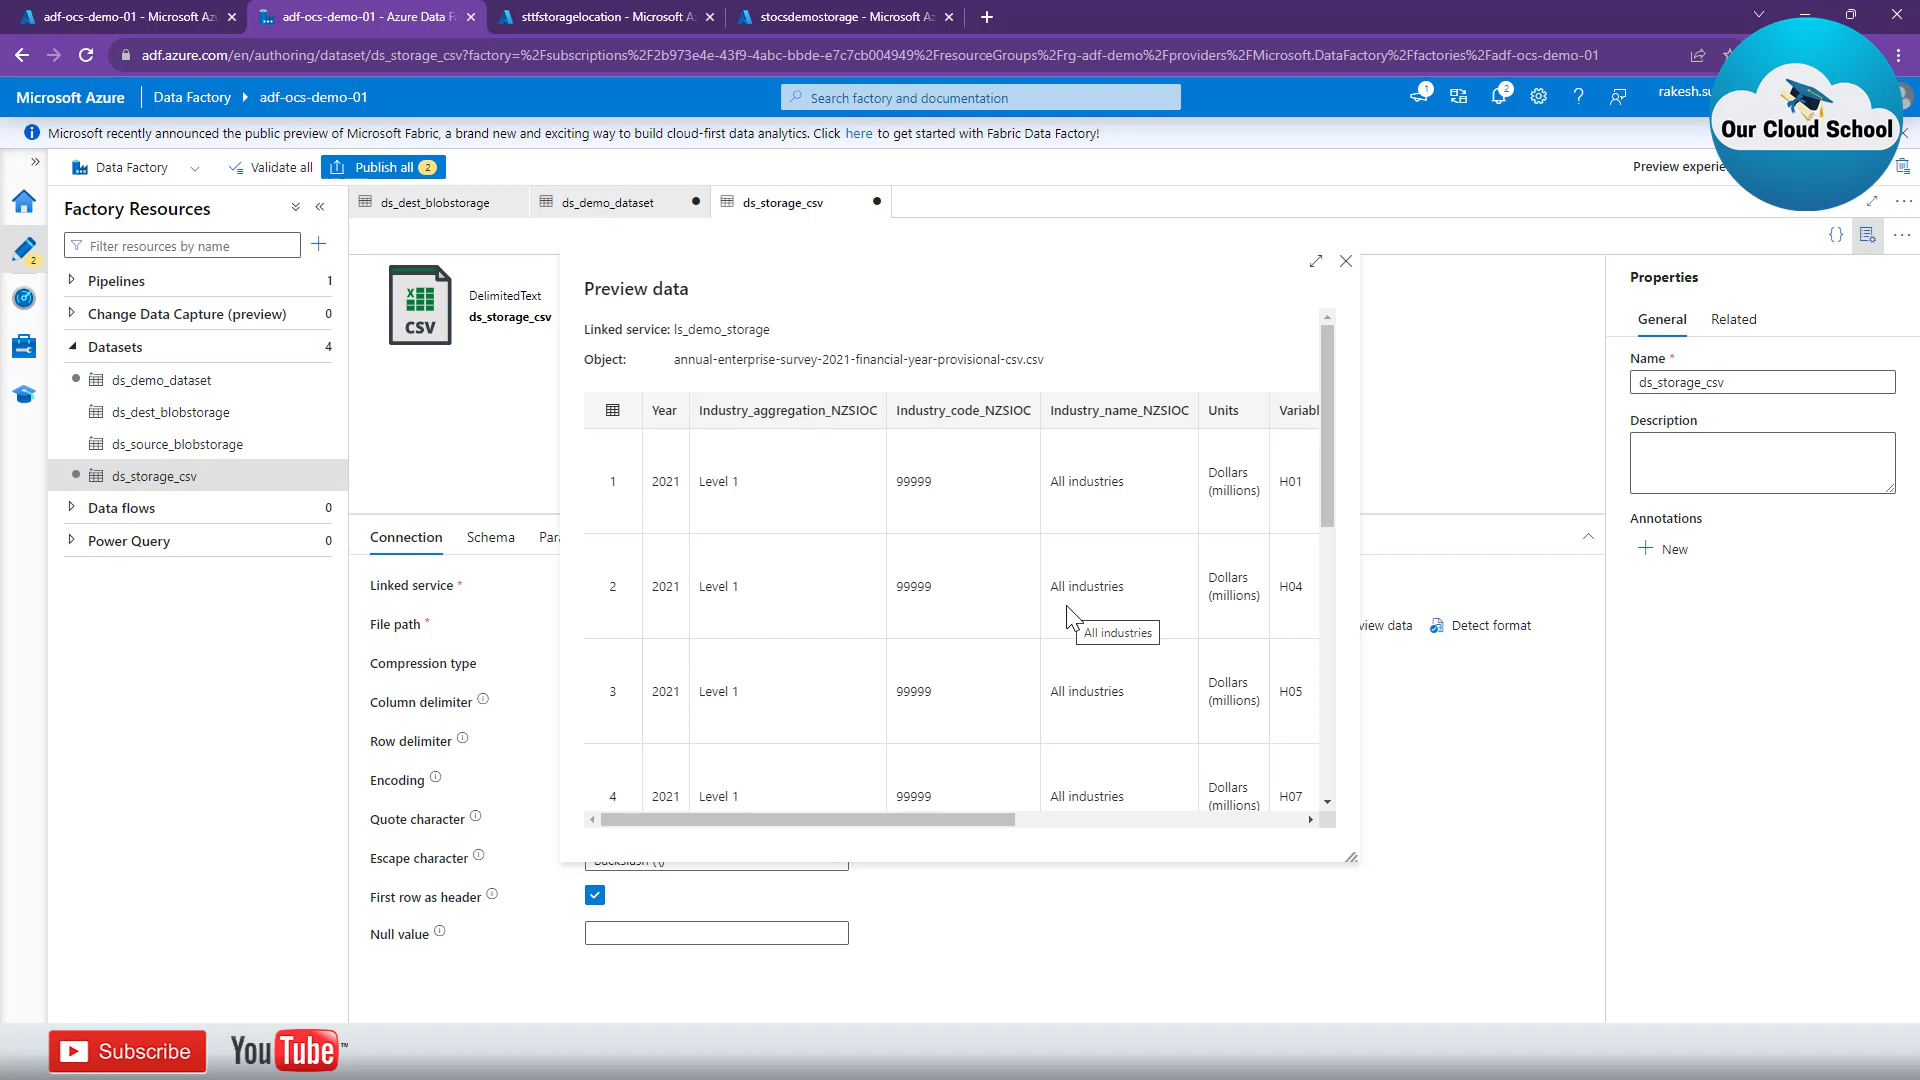 adf-ocs-demo-01 - Microsoft Az
adf-ocs-demo-01 - Azure Data F
sttfstoragelocation - Microsoft A
stocsdemostorage - Microsoft Az
adf.azure.com/en/authoring/dataset/ds_storage_csv?factory=%2Fsubscriptions%2F2b973e4e-43f9-4abc-bbde-e7c7cb004949%2FresourceGroups%2Frg-adf-demo%2Fproviders%2FMicrosoft.DataFactory%2Ffactories%2Fadf-ocs-demo-01
Microsoft Azure
Data Factory
adf-ocs-demo-01
Search factory and documentation
1
2
rakesh.su
Our Cloud School
Microsoft recently announced the public preview of Microsoft Fabric, a brand new and exciting way to build cloud-first data analytics. Click here to get started with Fabric Data Factory!
Data Factory
Validate all
Publish all 2
Preview experie
Factory Resources
ds_dest_blobstorage
ds_demo_dataset
ds_storage_csv
Filter resources by name
2
Pipelines 1
Change Data Capture (preview) 0
Datasets 4
ds_demo_dataset
ds_dest_blobstorage
ds_source_blobstorage
ds_storage_csv
Data flows 0
Power Query 0
CSV
DelimitedText
ds_storage_csv
Preview data
Linked service: ls_demo_storage
Object: annual-enterprise-survey-2021-financial-year-provisional-csv.csv
Year Industry_aggregation_NZSIOC Industry_code_NZSIOC Industry_name_NZSIOC Units Variabl
1 2021 Level 1 99999 All industries Dollars (millions) H01
2 2021 Level 1 99999 All industries Dollars (millions) H04
All industries
3 2021 Level 1 99999 All industries Dollars (millions) H05
4 2021 Level 1 99999 All industries Dollars (millions) H07
Connection
Schema
Para
Linked service *
File path *
Compression type
Column delimiter
Row delimiter
Encoding
Quote character
Escape character
Backslash (\)
First row as header
Null value
view data
Detect format
Properties
General
Related
Name *
ds_storage_csv
Description
Annotations
New
Subscribe
YouTube
TM